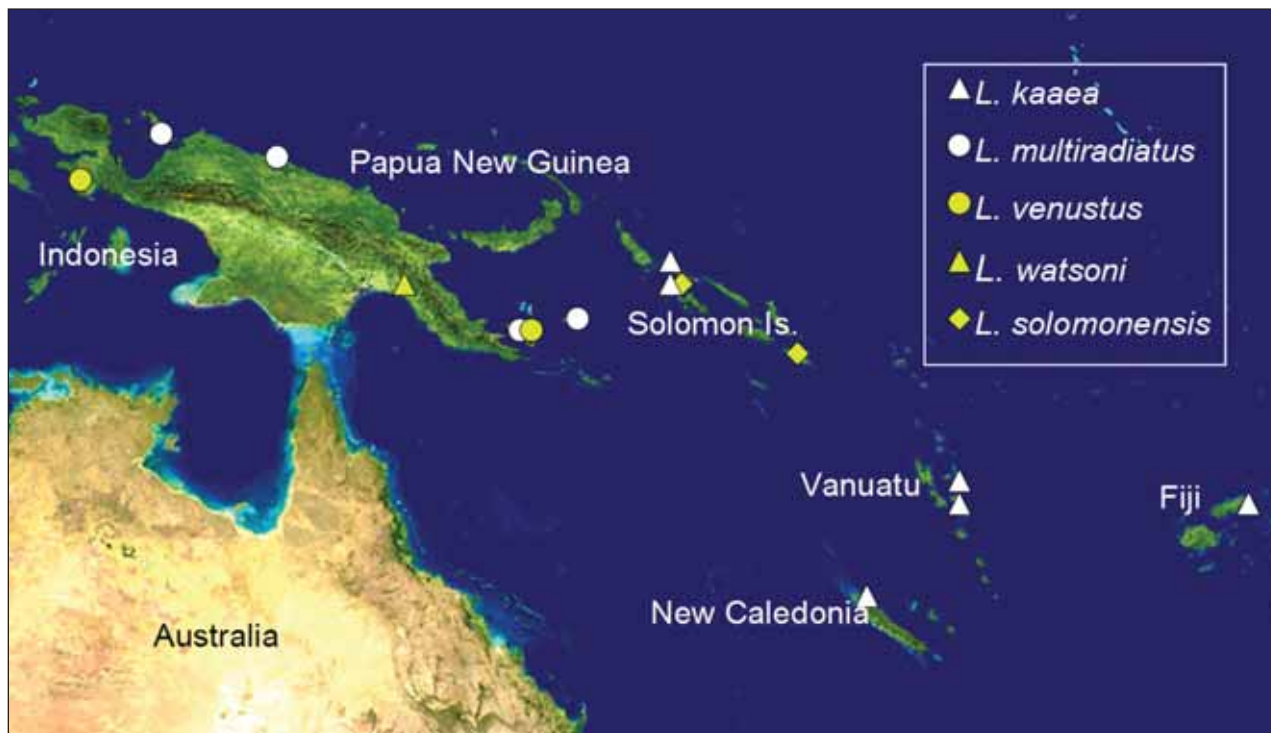 L. kaaea
L. multiradiatus
L. venustus
L. watsoni
L. solomonensis
Papua New Guinea
Indonesia
Solomon Is.
Vanuatu
Fiji
New Caledonia
Australia